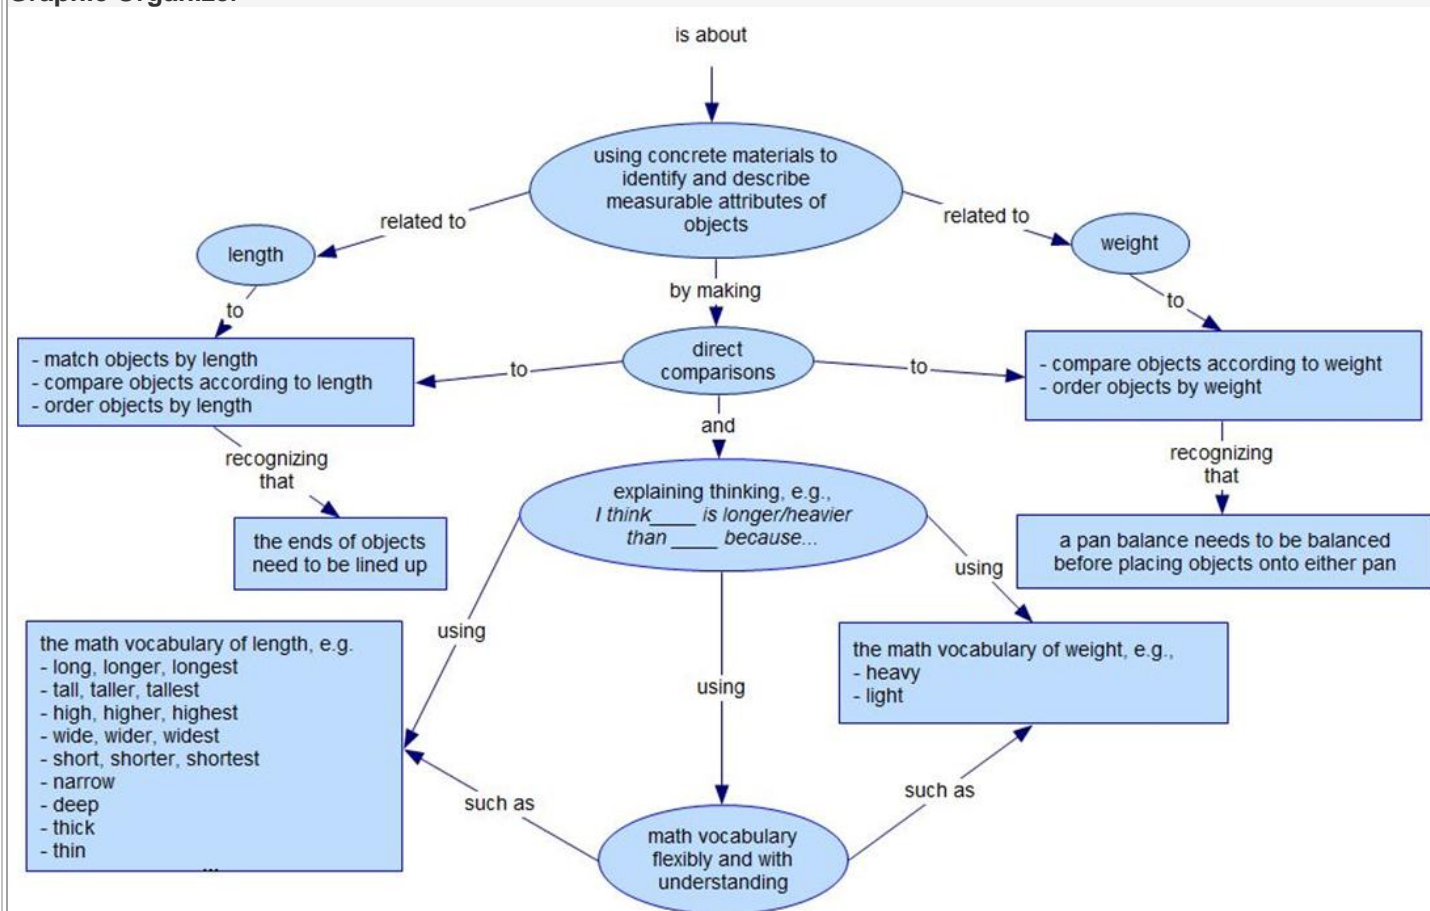 Graphic Organizer
is about
using concrete materials to
identify and describe
measurable attributes of
objects
related to
related to
length
weight
by making
to
to
- match objects by length
- compare objects according to length
- order objects by length
to
direct
comparisons
to
- compare objects according to weight
- order objects by weight
and
recognizing
that
recognizing
that
explaining thinking, e.g.,
I think____ is longer/heavier
than ____ because...
the ends of objects
need to be lined up
a pan balance needs to be balanced
before placing objects onto either pan
using
using
using
the math vocabulary of length, e.g.
- long, longer, longest
- tall, taller, tallest
- high, higher, highest
- wide, wider, widest
- short, shorter, shortest
- narrow
- deep
- thick
- thin
...
the math vocabulary of weight, e.g.,
- heavy
- light
such as
such as
math vocabulary
flexibly and with
understanding